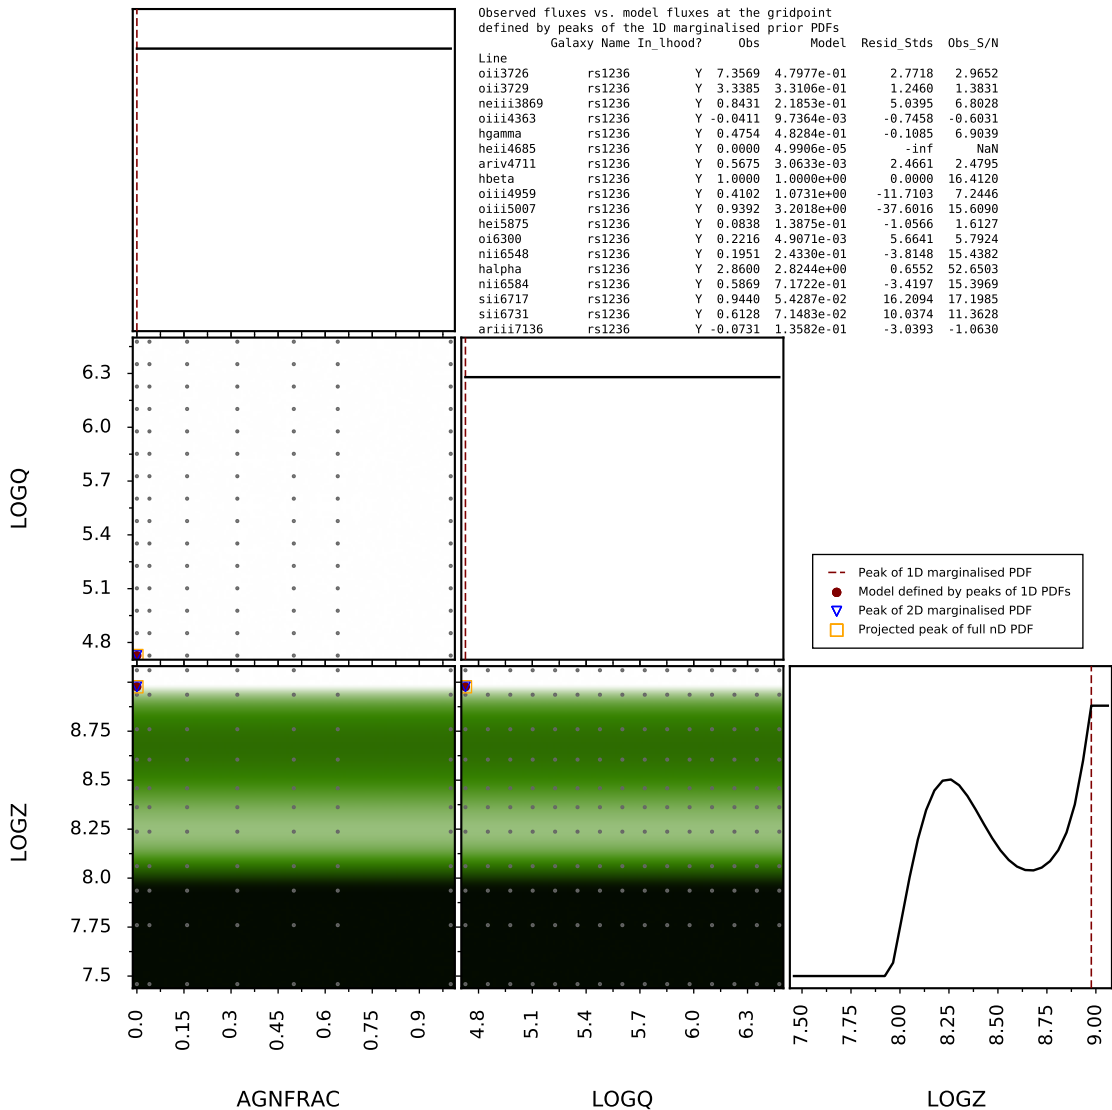 Observed fluxes vs. model fluxes at the gridpoint
defined by peaks of the 1D marginalised prior PDFs
Galaxy Name In_lhood? Obs Model Resid_Stds Obs_S/N
Line
oii3726 rs1236 Y 7.3569 4.7977e-01 2.7718 2.9652
oii3729 rs1236 Y 3.3385 3.3106e-01 1.2460 1.3831
neiii3869 rs1236 Y 0.8431 2.1853e-01 5.0395 6.8028
oiii4363 rs1236 Y -0.0411 9.7364e-03 -0.7458 -0.6031
hgamma rs1236 Y 0.4754 4.8284e-01 -0.1085 6.9039
heii4685 rs1236 Y 0.0000 4.9906e-05 -inf NaN
ariv4711 rs1236 Y 0.5675 3.0633e-03 2.4661 2.4795
hbeta rs1236 Y 1.0000 1.0000e+00 0.0000 16.4120
oiii4959 rs1236 Y 0.4102 1.0731e+00 -11.7103 7.2446
oiii5007 rs1236 Y 0.9392 3.2018e+00 -37.6016 15.6090
hei5875 rs1236 Y 0.0838 1.3875e-01 -1.0566 1.6127
oi6300 rs1236 Y 0.2216 4.9071e-03 5.6641 5.7924
nii6548 rs1236 Y 0.1951 2.4330e-01 -3.8148 15.4382
halpha rs1236 Y 2.8600 2.8244e+00 0.6552 52.6503
nii6584 rs1236 Y 0.5869 7.1722e-01 -3.4197 15.3969
sii6717 rs1236 Y 0.9440 5.4287e-02 16.2094 17.1985
sii6731 rs1236 Y 0.6128 7.1483e-02 10.0374 11.3628
ariii7136 rs1236 Y -0.0731 1.3582e-01 -3.0393 -1.0630
6.3
6.0
5.7
5.4
5.1
4.8
LOGQ
Peak of 1D marginalised PDF
Model defined by peaks of 1D PDFs
Peak of 2D marginalised PDF
Projected peak of full nD PDF
8.75
8.5
8.25
8.0
7.75
7.5
LOGZ
0.0 0.15 0.3 0.45 0.6 0.75 0.9
4.8 5.1 5.4 5.7 6.0 6.3
7.50 7.75 8.00 8.25 8.50 8.75 9.00
AGNFRAC LOGQ LOGZ